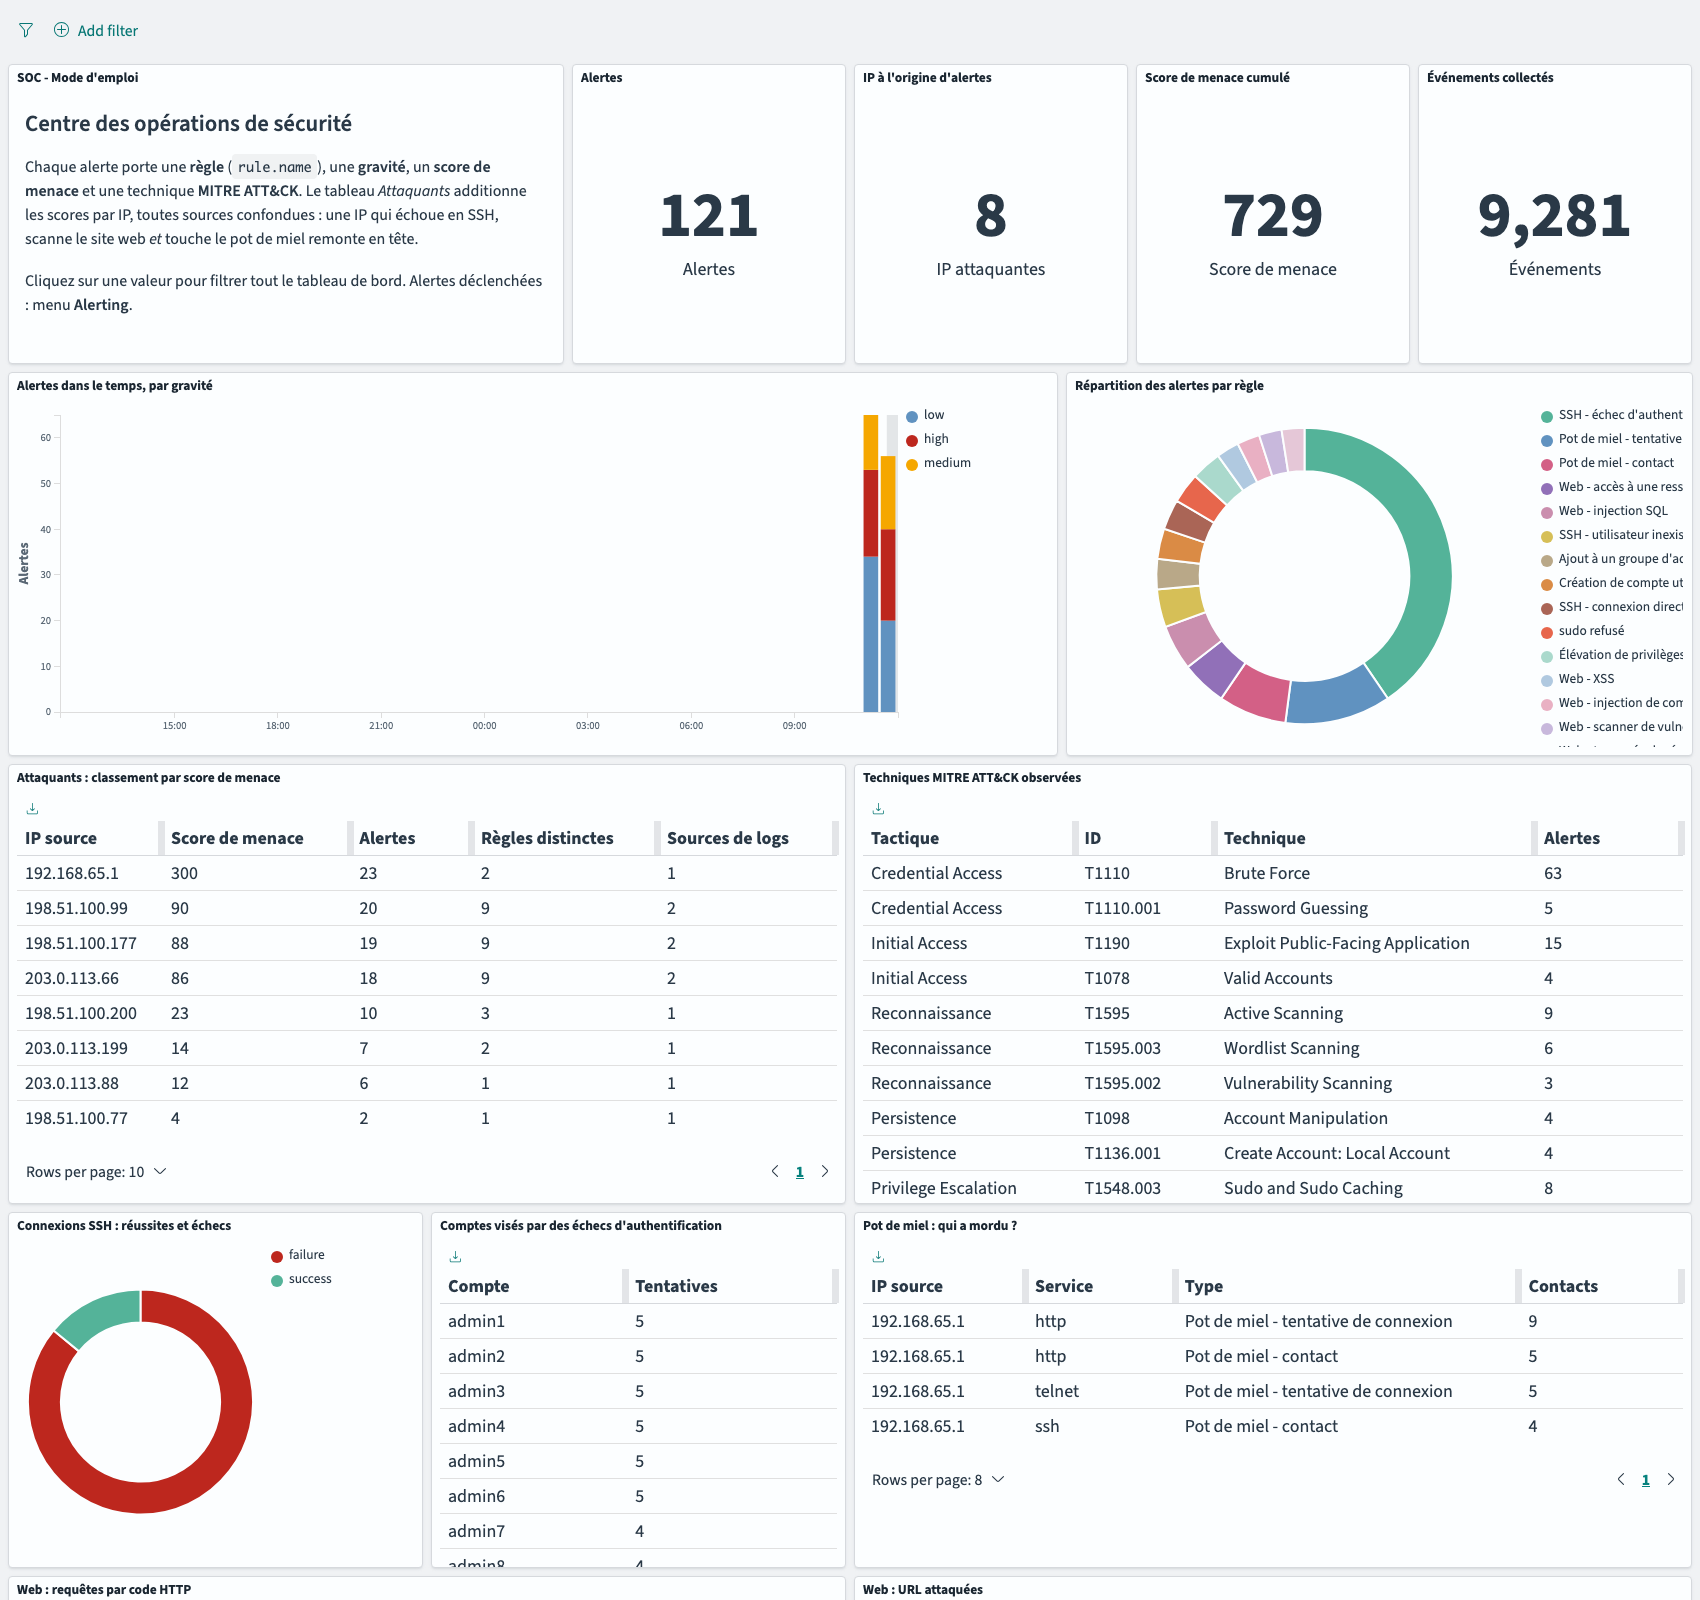 Add filter
SOC - Mode d'emploi
Centre des opérations de sécurité
Chaque alerte porte une règle ( rule.name ), une gravité, un score de
menace et une technique MITRE ATT&CK. Le tableau Attaquants additionne
les scores par IP, toutes sources confondues : une IP qui échoue en SSH,
scanne le site web et touche le pot de miel remonte en tête.
Cliquez sur une valeur pour filtrer tout le tableau de bord. Alertes déclenchées
: menu Alerting.
Alertes
121
Alertes
IP à l'origine d'alertes
8
IP attaquantes
Score de menace cumulé
729
Score de menace
Événements collectés
9,281
Événements
Alertes dans le temps, par gravité
Alertes
60
50
40
30
20
10
0
15:00 18:00 21:00 00:00 03:00 06:00 09:00
low
high
medium
Répartition des alertes par règle
SSH - échec d'authent
Pot de miel - tentative
Pot de miel - contact
Web - accès à une ress
Web - injection SQL
SSH - utilisateur inexis
Ajout à un groupe d'ac
Création de compte ut
SSH - connexion direct
sudo refusé
Élévation de privilèges
Web - XSS
Web - injection de com
Web - scanner de vuln
Attaquants : classement par score de menace
IP source Score de menace Alertes Règles distinctes Sources de logs
192.168.65.1 300 23 2 1
198.51.100.99 90 20 9 2
198.51.100.177 88 19 9 2
203.0.113.66 86 18 9 2
198.51.100.200 23 10 3 1
203.0.113.199 14 7 2 1
203.0.113.88 12 6 1 1
198.51.100.77 4 2 1 1
Rows per page: 10
1
Techniques MITRE ATT&CK observées
Tactique ID Technique Alertes
Credential Access T1110 Brute Force 63
Credential Access T1110.001 Password Guessing 5
Initial Access T1190 Exploit Public-Facing Application 15
Initial Access T1078 Valid Accounts 4
Reconnaissance T1595 Active Scanning 9
Reconnaissance T1595.003 Wordlist Scanning 6
Reconnaissance T1595.002 Vulnerability Scanning 3
Persistence T1098 Account Manipulation 4
Persistence T1136.001 Create Account: Local Account 4
Privilege Escalation T1548.003 Sudo and Sudo Caching 8
Connexions SSH : réussites et échecs
failure
success
Comptes visés par des échecs d'authentification
Compte Tentatives
admin1 5
admin2 5
admin3 5
admin4 5
admin5 5
admin6 5
admin7 4
admin8 4
Pot de miel : qui a mordu ?
IP source Service Type Contacts
192.168.65.1 http Pot de miel - tentative de connexion 9
192.168.65.1 http Pot de miel - contact 5
192.168.65.1 telnet Pot de miel - tentative de connexion 5
192.168.65.1 ssh Pot de miel - contact 4
Rows per page: 8
1
Web : requêtes par code HTTP
Web : URL attaquées